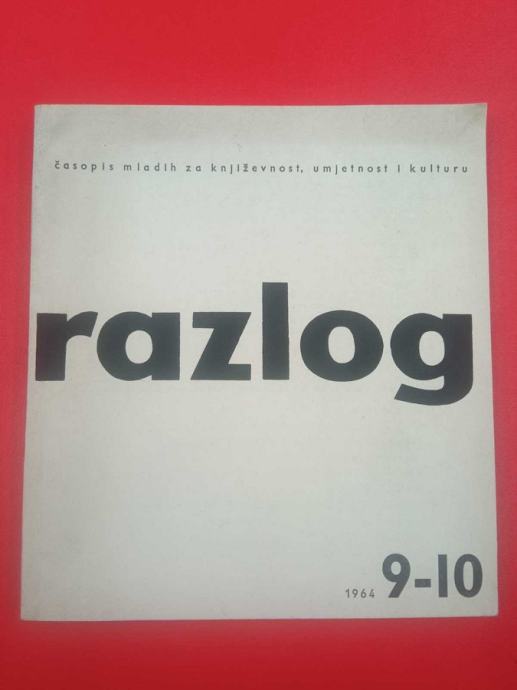 časopis mladih za književnost, umjetnost i kulturu
razlog
1964 9-10